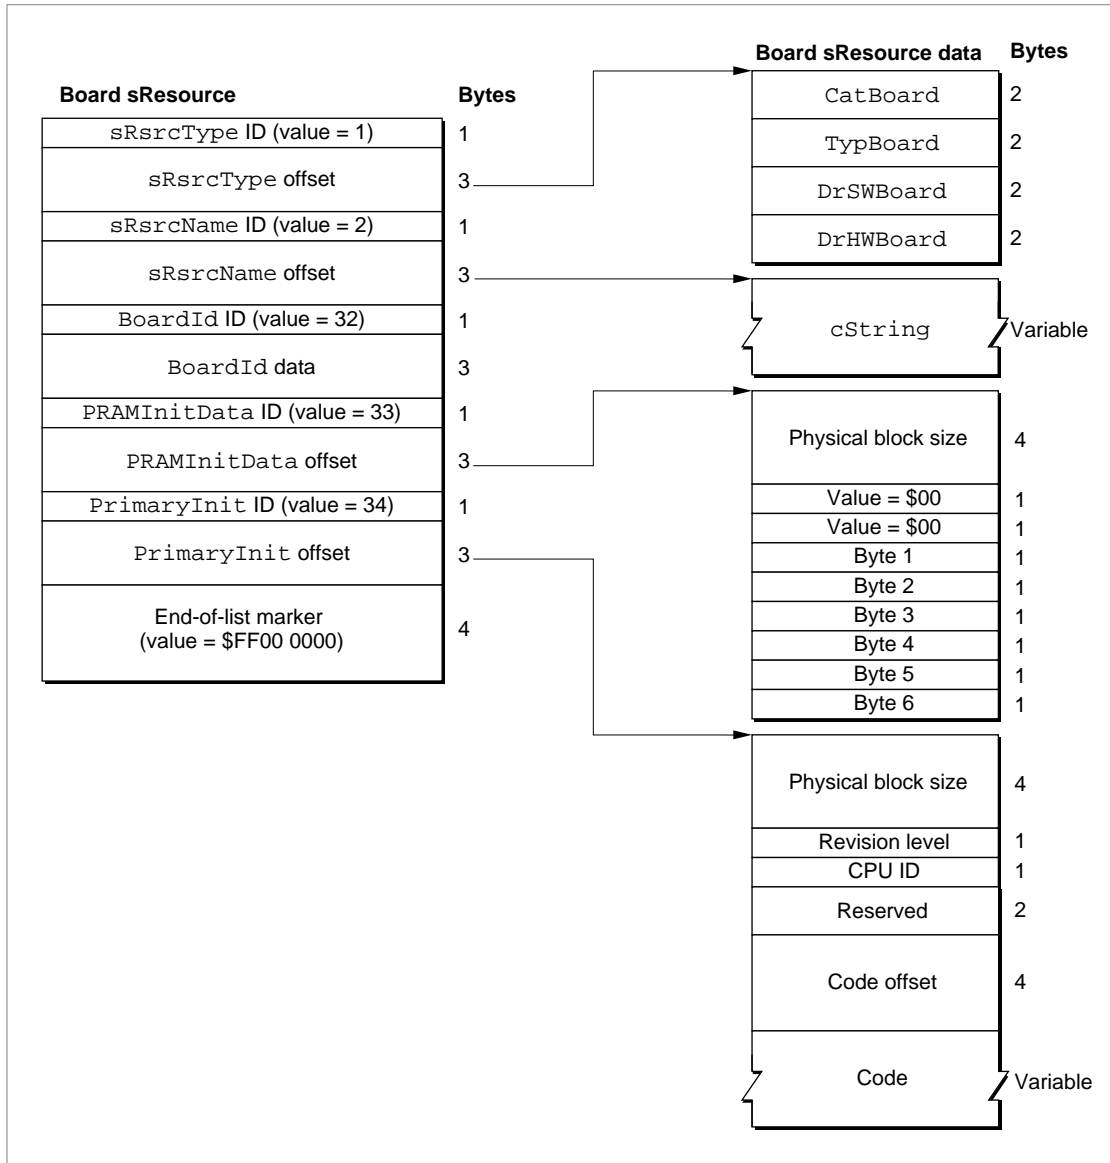 Board sResource Bytes
sRsrcType ID (value = 1) 1
sRsrcType offset 3
sRsrcName ID (value = 2) 1
sRsrcName offset 3
BoardId ID (value = 32) 1
BoardId data 3
PRAMInitData ID (value = 33) 1
PRAMInitData offset 3
PrimaryInit ID (value = 34) 1
PrimaryInit offset 3
End-of-list marker
(value = $FF00 0000) 4
Board sResource data Bytes
CatBoard 2
TypBoard 2
DrSWBoard 2
DrHWBoard 2
cString Variable
Physical block size 4
Value = $00 1
Value = $00 1
Byte 1 1
Byte 2 1
Byte 3 1
Byte 4 1
Byte 5 1
Byte 6 1
Physical block size 4
Revision level 1
CPU ID 1
Reserved 2
Code offset 4
Code Variable